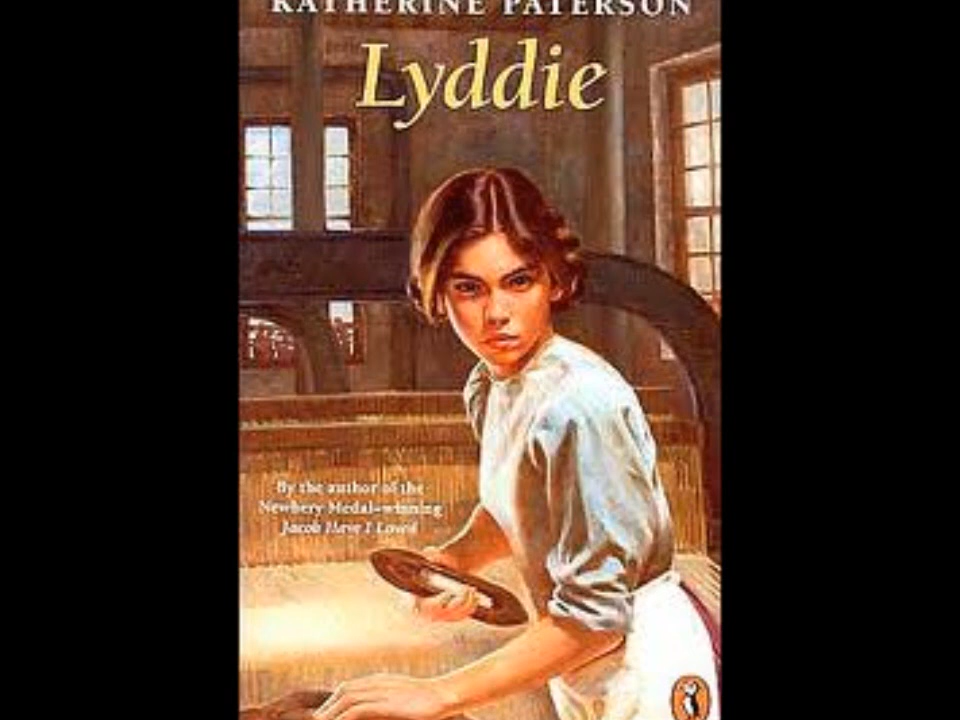 KATHERINE PATERSON
Lyddie
By the author of the
Newbery Medal-winning
Jacob Have I Loved